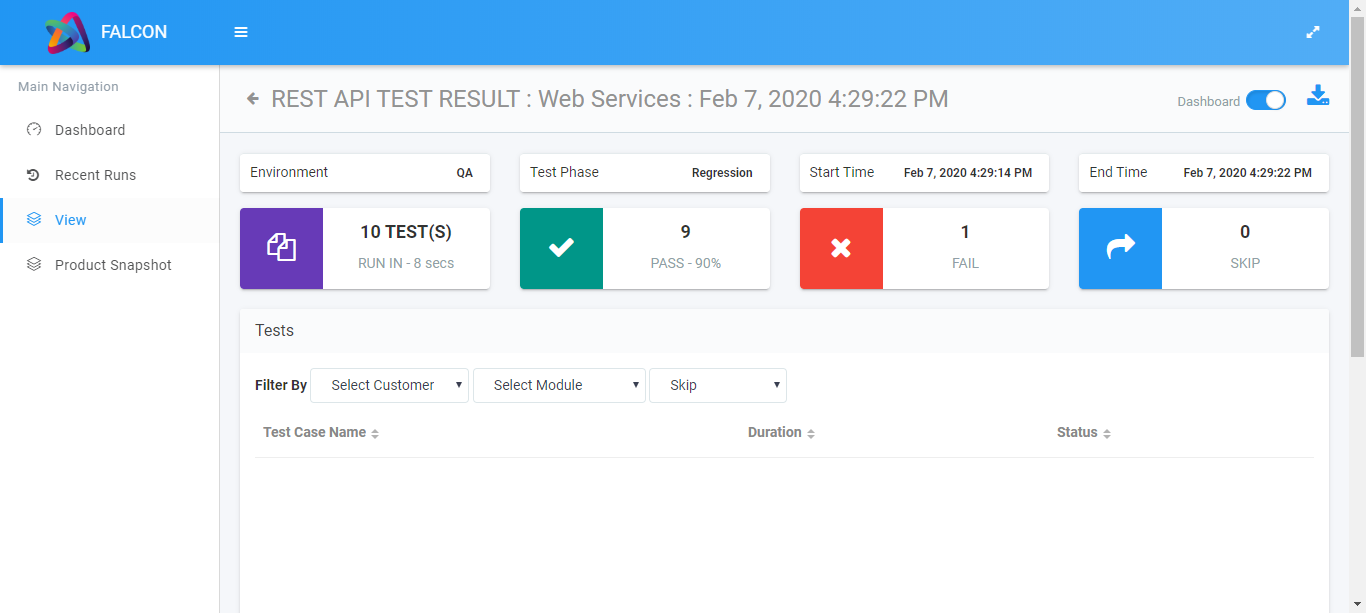 FALCON
Main Navigation
Dashboard
Recent Runs
View
Product Snapshot
REST API TEST RESULT : Web Services : Feb 7, 2020 4:29:22 PM
Dashboard
Environment QA
Test Phase Regression
Start Time Feb 7, 2020 4:29:14 PM
End Time Feb 7, 2020 4:29:22 PM
10 TEST(S)
RUN IN - 8 secs
9
PASS - 90%
1
FAIL
0
SKIP
Tests
Filter By Select Customer Select Module Skip
Test Case Name Duration Status